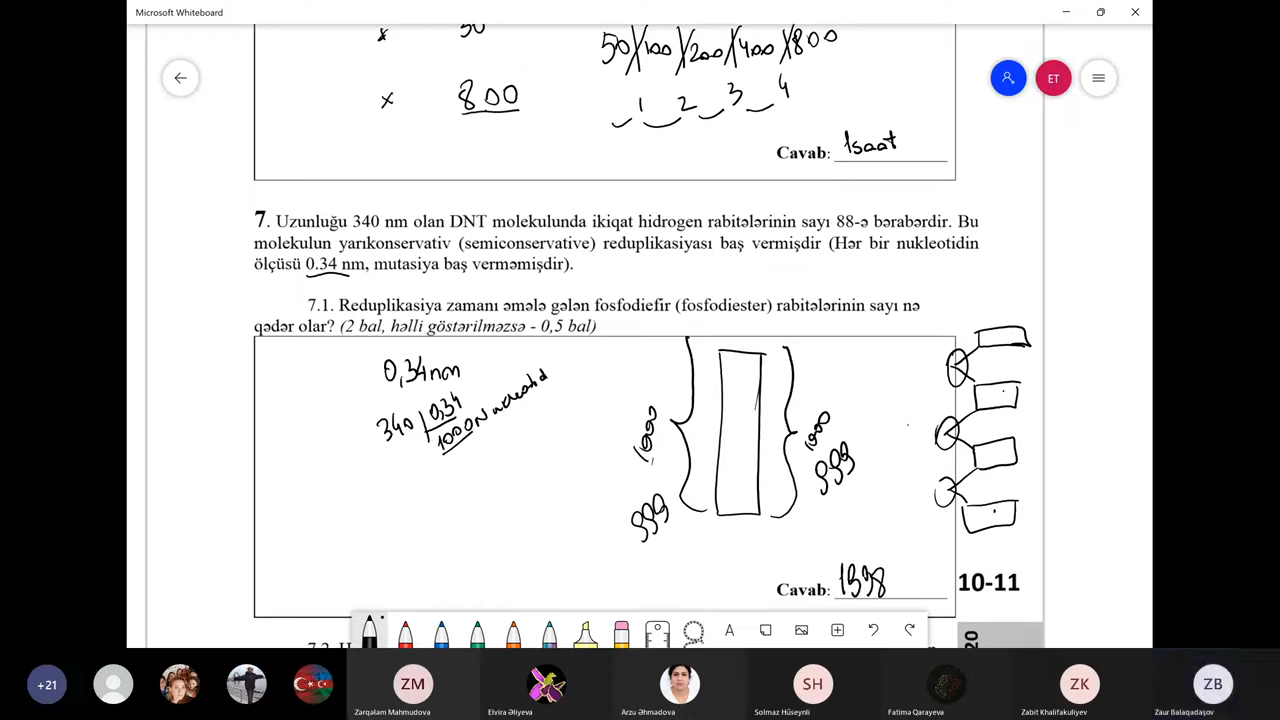 Microsoft Whiteboard
50
50/100/200/400/800
x 800
1 2 3 4
ET
Cavab: 1saat
7. Uzunluğu 340 nm olan DNT molekulunda ikiqat hidrogen rabitələrinin sayı 88-ə bərabərdir. Bu
molekulun yarıkonservativ (semiconservative) reduplikasiyası baş vermişdir (Hər bir nukleotidin
ölçüsü 0.34 nm, mutasiya baş verməmişdir).
7.1. Reduplikasiya zamanı əmələ gələn fosfodiefir (fosfodiester) rabitələrinin sayı nə
qədər olar? (2 bal, həlli göstərilməzsə - 0,5 bal)
0,34nm
340 0,34
1000N
1000
1000
999
999
Cavab: 1998
10-11
20
7.2. H
+21
ZM
SH
ZK
ZB
Zərqələm Mahmudova
Elvira Əliyeva
Arzu Əhmədova
Solmaz Hüseynli
Fatimə Qarayeva
Zabit Khalifakuliyev
Zaur Balaqadaşov